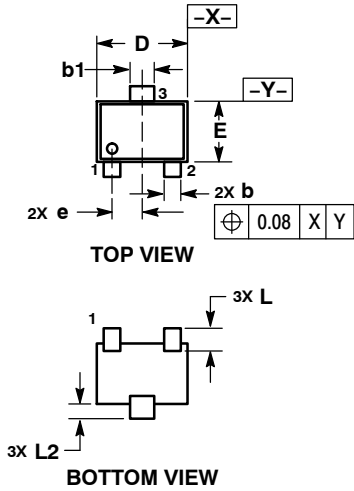 –X–
D
b1
3
–Y–
E
1
2
2X e
2X b
⌖ 0.08 X Y
TOP VIEW
1
3X L
3X L2
BOTTOM VIEW